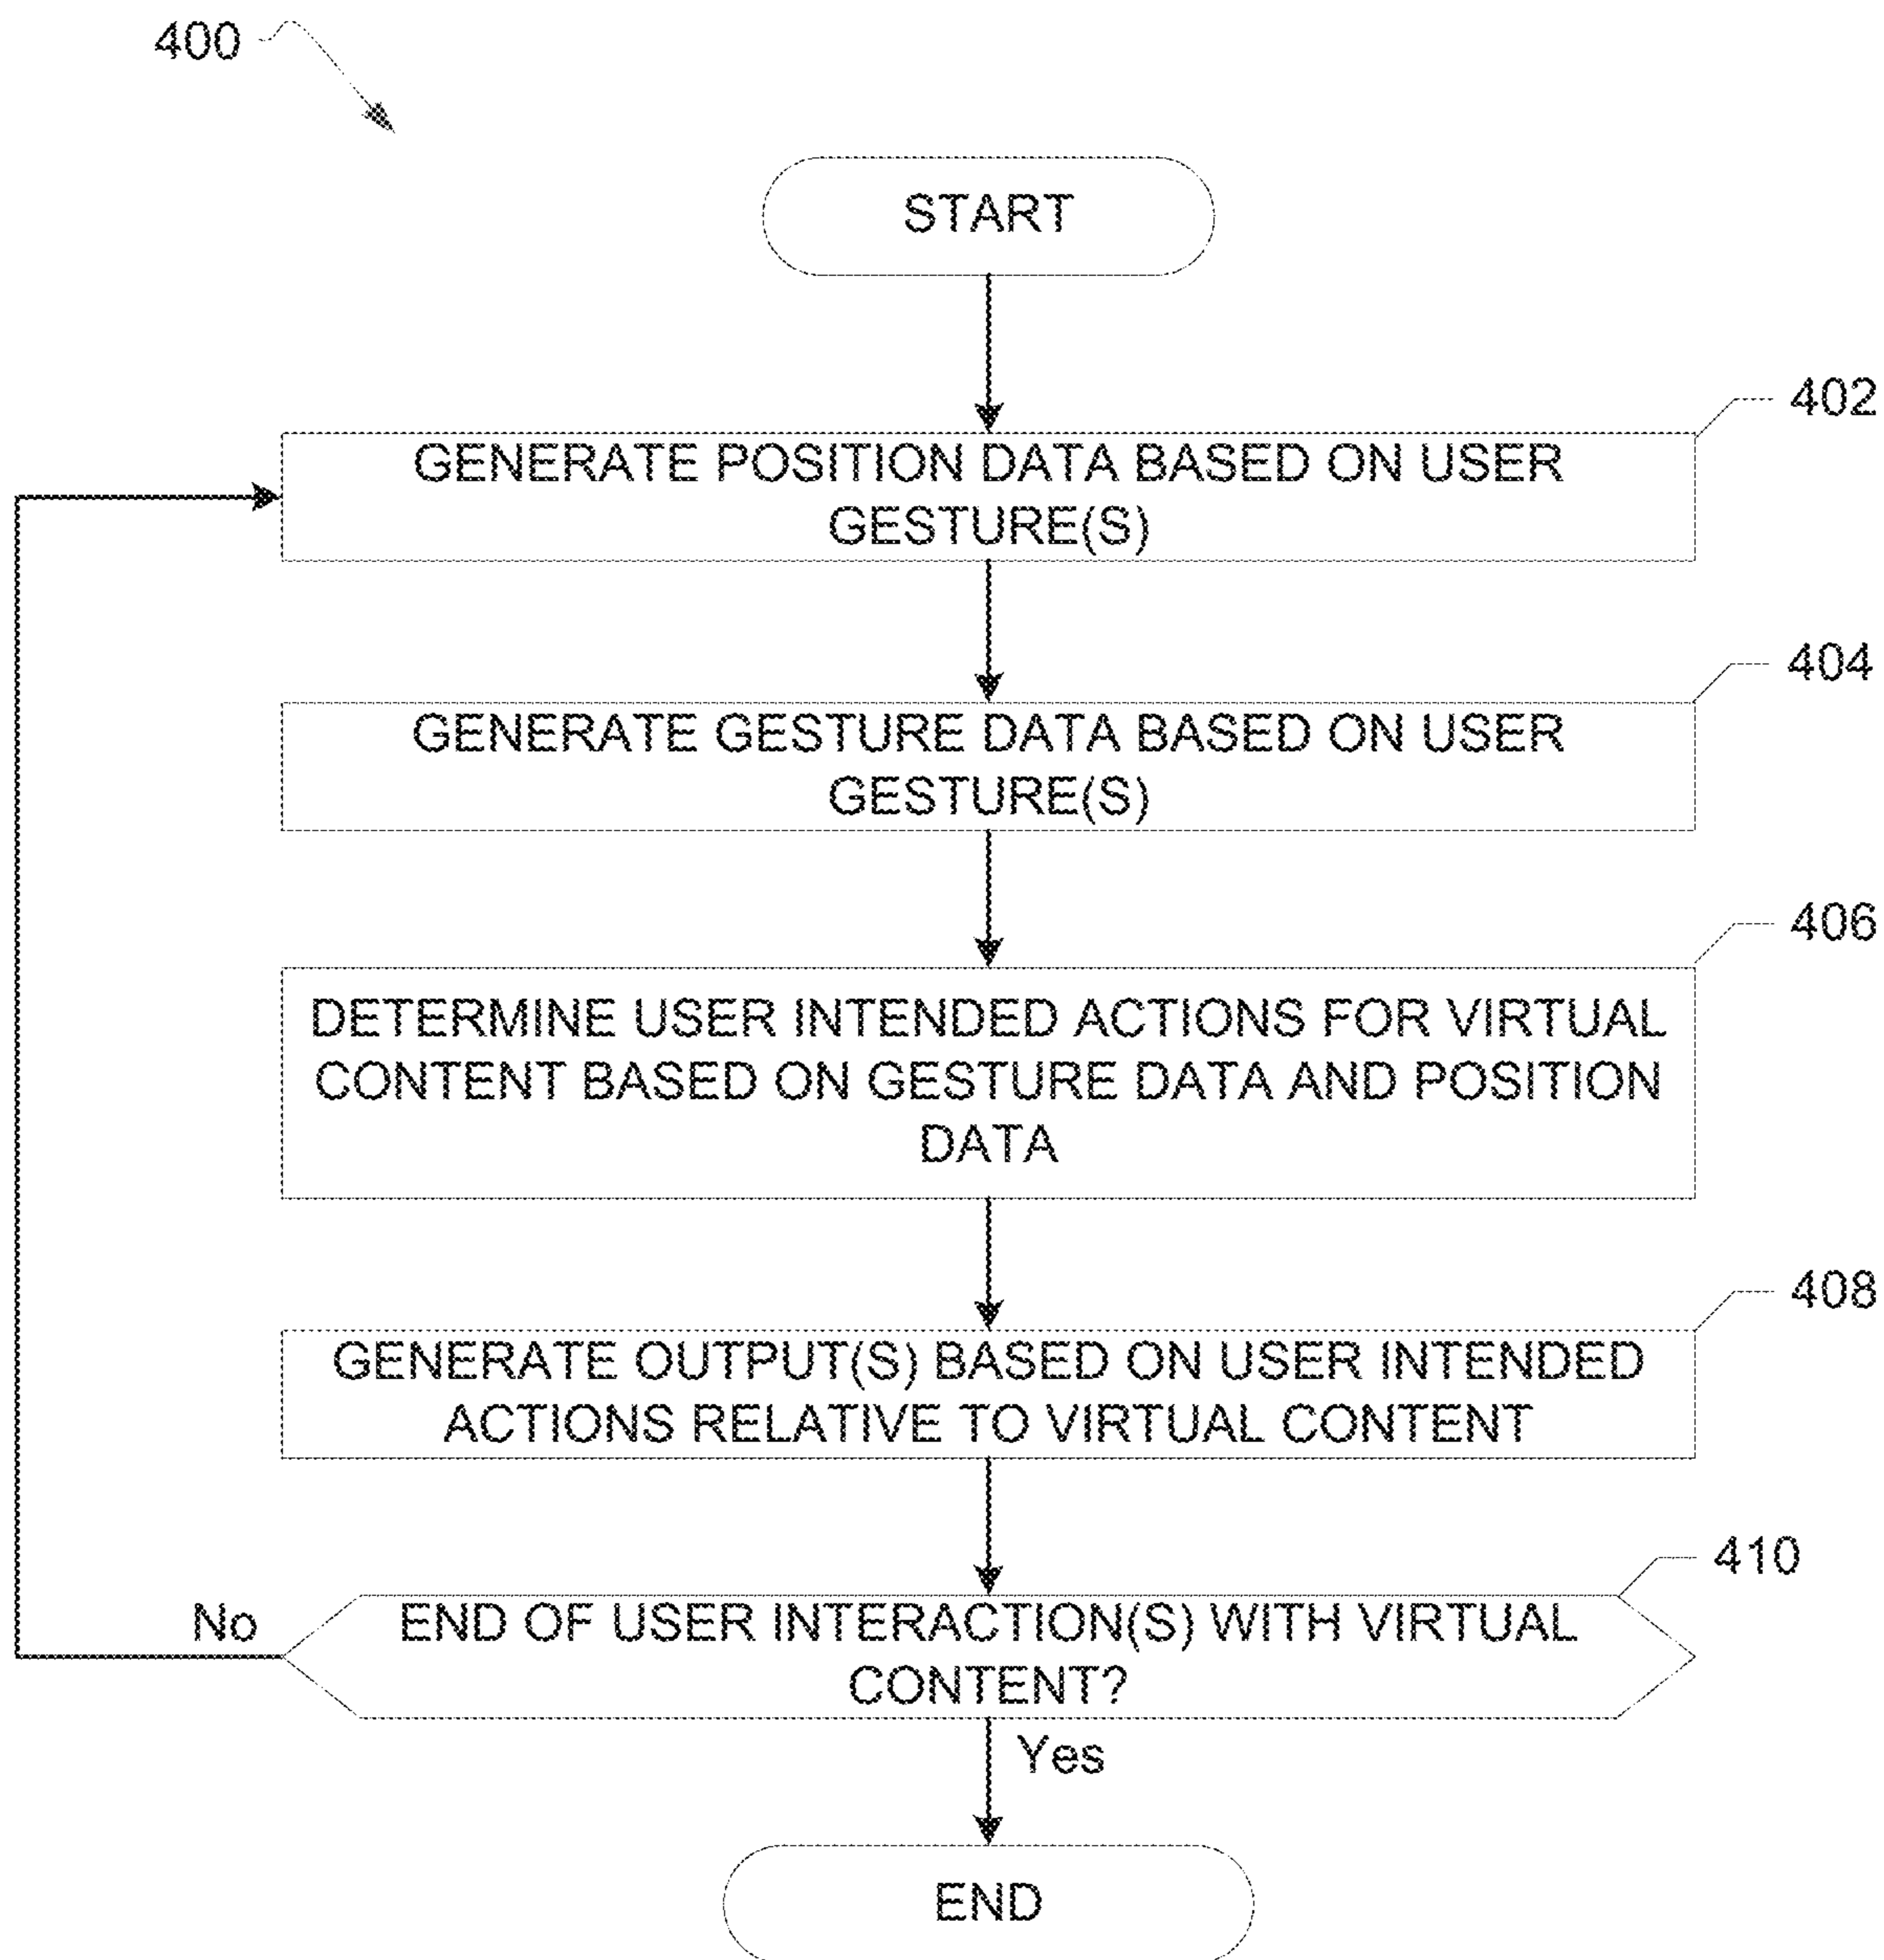 400
START
402
GENERATE POSITION DATA BASED ON USER
GESTURE(S)
404
GENERATE GESTURE DATA BASED ON USER
GESTURE(S)
406
DETERMINE USER INTENDED ACTIONS FOR VIRTUAL
CONTENT BASED ON GESTURE DATA AND POSITION
DATA
408
GENERATE OUTPUT(S) BASED ON USER INTENDED
ACTIONS RELATIVE TO VIRTUAL CONTENT
410
No
END OF USER INTERACTION(S) WITH VIRTUAL
CONTENT?
Yes
END